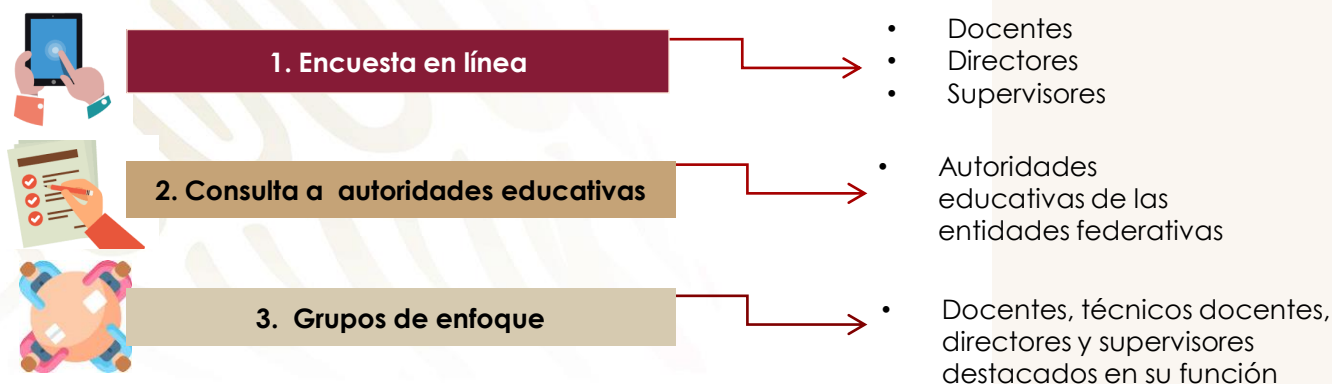 1. Encuesta en línea
• Docentes
• Directores
• Supervisores
2. Consulta a autoridades educativas
• Autoridades
educativas de las
entidades federativas
3. Grupos de enfoque
• Docentes, técnicos docentes,
directores y supervisores
destacados en su función